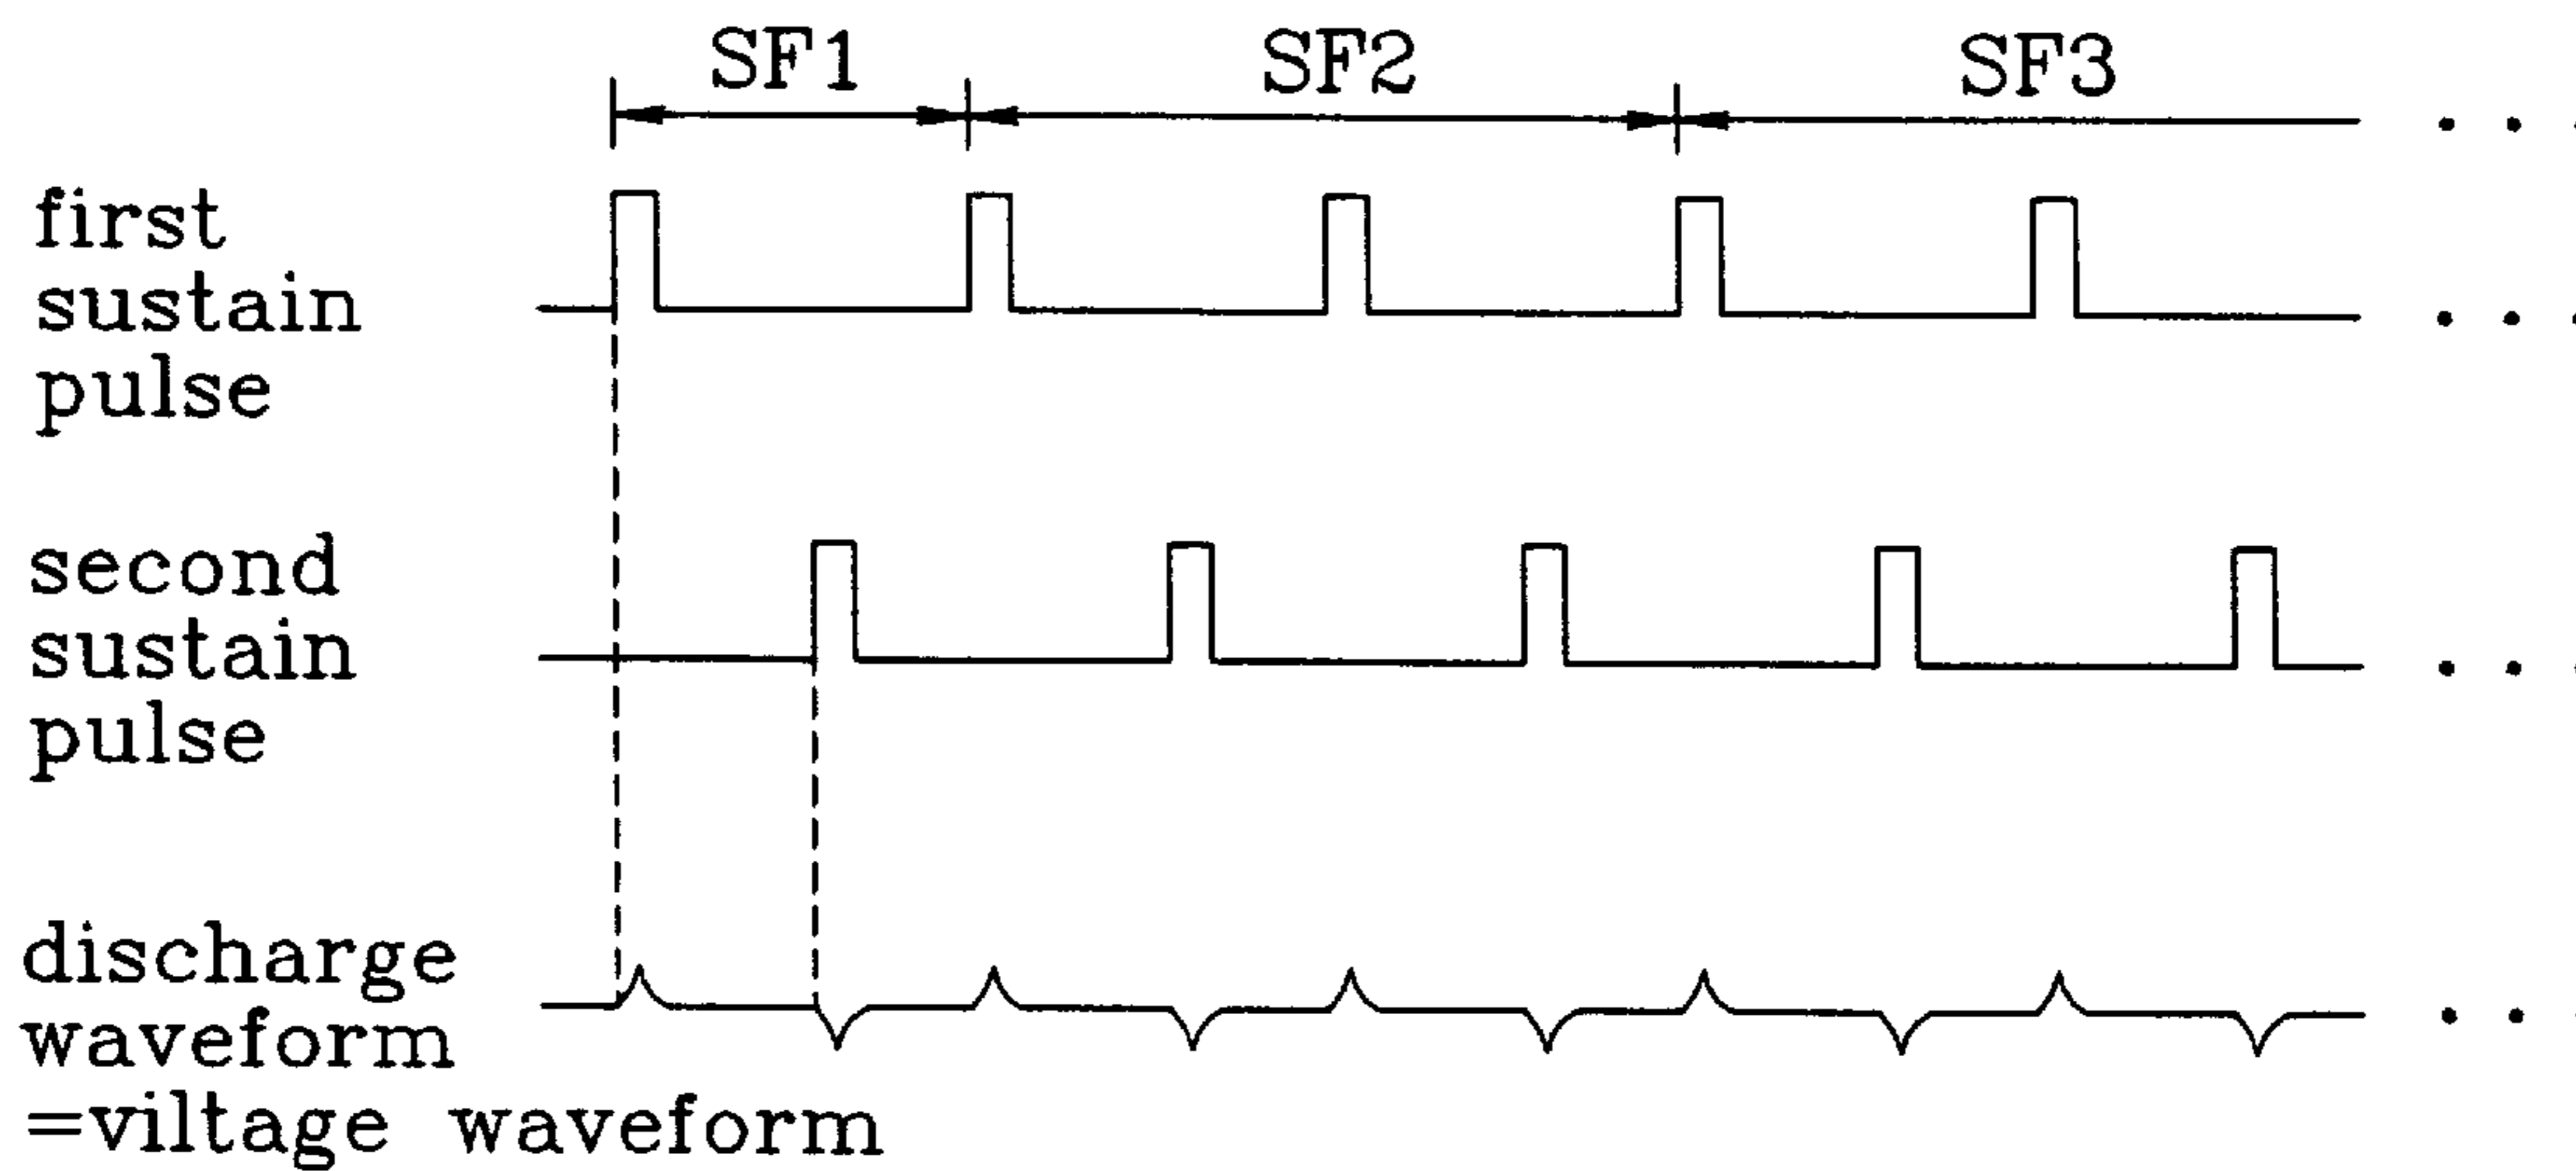 SF1 SF2 SF3
first
sustain
pulse
second
sustain
pulse
discharge
waveform
=viltage waveform